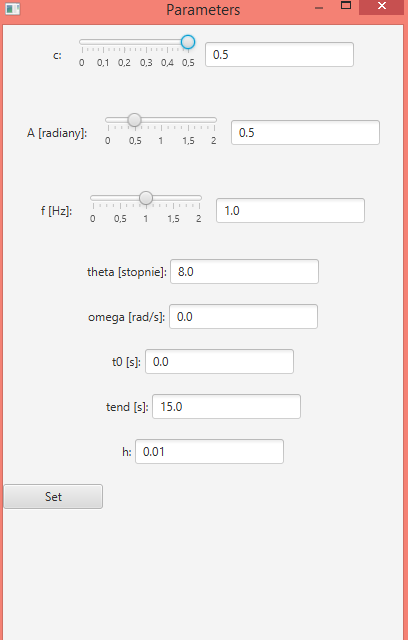 Parameters
c:
0.5
0 0,1 0,2 0,3 0,4 0,5
A [radiany]:
0.5
0 0,5 1 1,5 2
f [Hz]:
1.0
0 0,5 1 1,5 2
theta [stopnie]: 8.0
omega [rad/s]: 0.0
t0 [s]: 0.0
tend [s]: 15.0
h: 0.01
Set